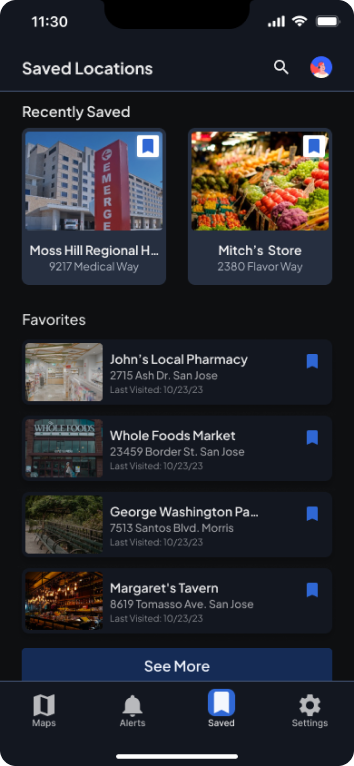 11:30
Saved Locations
Recently Saved
EMERGE
Moss Hill Regional H...
9217 Medical Way
Mitch's Store
2380 Flavor Way
Favorites
John's Local Pharmacy
2715 Ash Dr. San Jose
Last Visited: 10/23/23
WHOLE FOODS
MARKET
Whole Foods Market
23459 Border St. San Jose
Last Visited: 10/23/23
George Washington Pa...
7513 Santos Blvd. Morris
Last Visited: 10/23/23
Margaret's Tavern
8619 Tomasso Ave. San Jose
Last Visited: 10/23/23
See More
Maps
Alerts
Saved
Settings